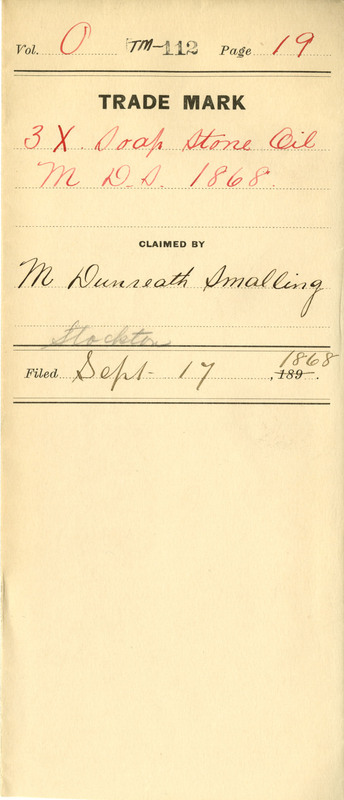 Vol. O TM-112 Page 19
TRADE MARK
3 X. Soap Stone Oil
M D.S. 1868.
CLAIMED BY
M Dunreath Smalling
Stockton
Filed Sept 17 1868, 189 .